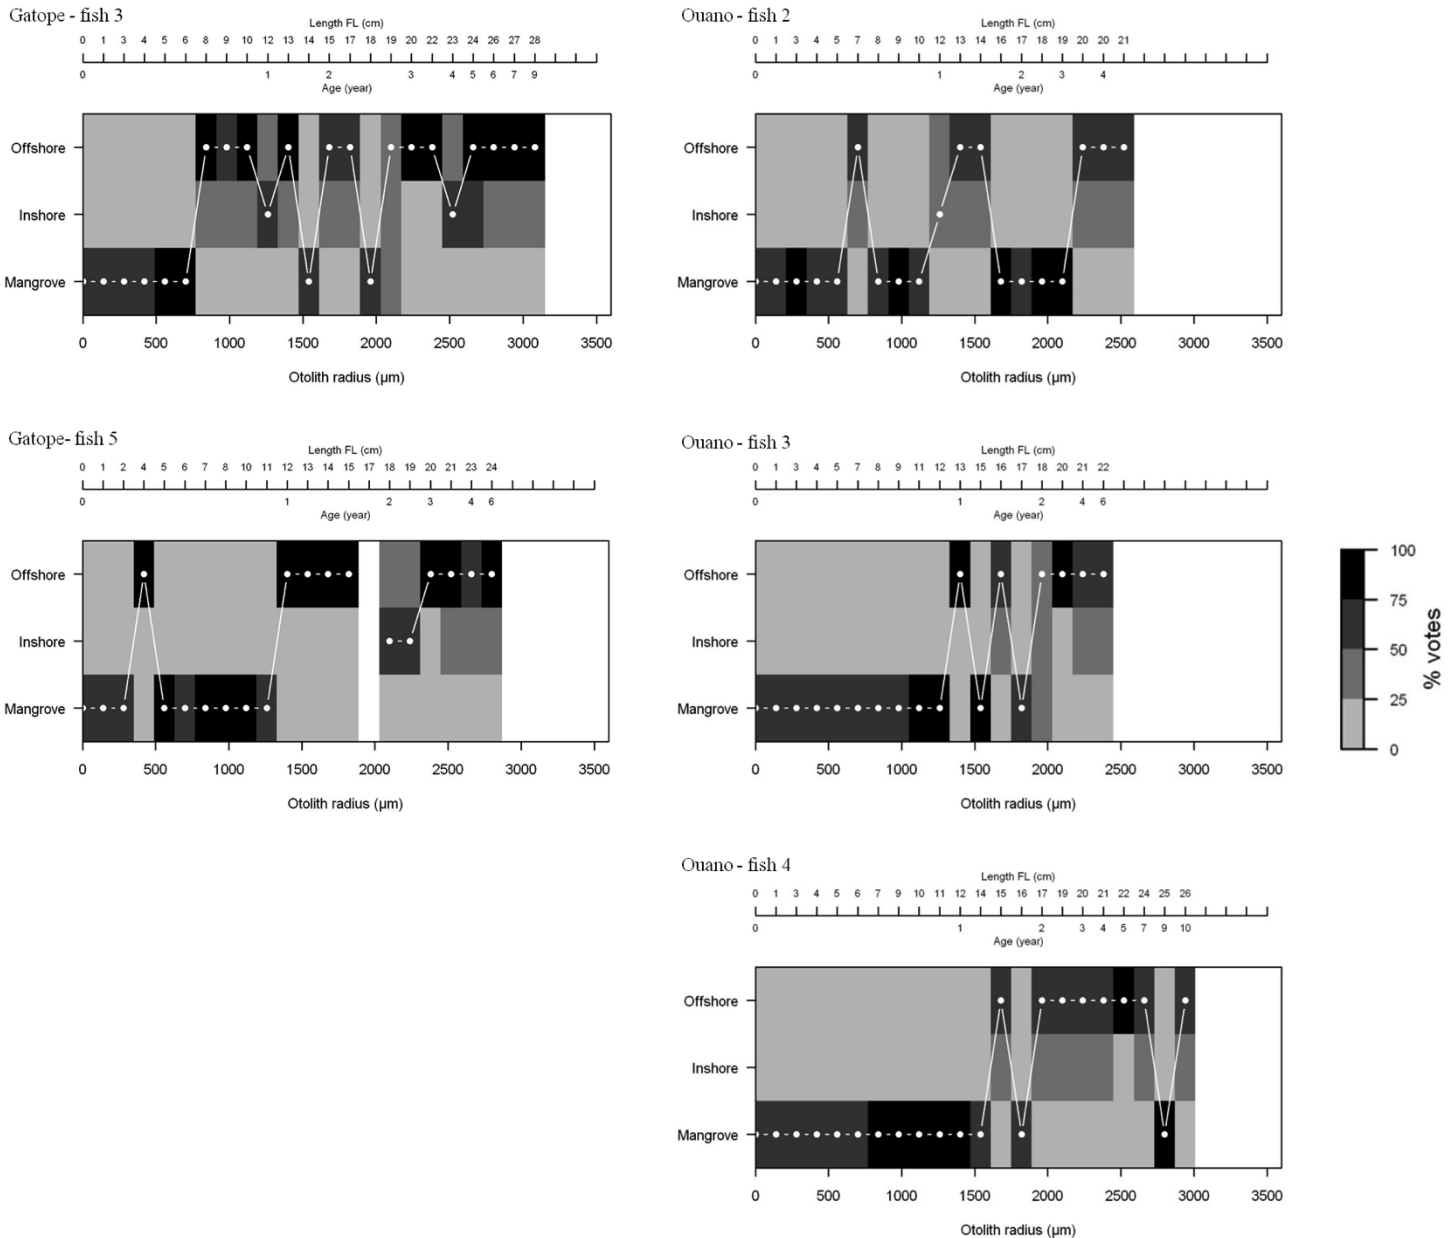 Gatope - fish 3
Length FL (cm)
0 1 3 4 5 6 8 9 11 12 13 14 15 17 18 19 20 22 23 24 26 27 28
0 1 2 3 4 5 6 7 9
Age (year)
Offshore
Inshore
Mangrove
0 500 1000 1500 2000 2500 3000 3500
Otolith radius (µm)
Ouano - fish 2
Length FL (cm)
0 2 3 4 6 7 8 9 10 12 13 14 16 17 18 19 20 20 21
0 1 2 3 4
Age (year)
Offshore
Inshore
Mangrove
0 500 1000 1500 2000 2500 3000 3500
Otolith radius (µm)
Gatope- fish 5
Length FL (cm)
0 1 2 4 6 7 8 10 11 12 13 14 15 17 18 19 20 21 23 24
0 1 2 3 4 6
Age (year)
Offshore
Inshore
Mangrove
0 500 1000 1500 2000 2500 3000 3500
Otolith radius (µm)
Ouano - fish 3
Length FL (cm)
0 1 3 4 5 7 8 9 11 12 13 15 16 17 18 20 21 22
0 1 2 4 6
Age (year)
Offshore
Inshore
Mangrove
0 500 1000 1500 2000 2500 3000 3500
Otolith radius (µm)
100
75
50
25
0
% votes
Ouano - fish 4
Length FL (cm)
0 1 3 4 5 6 7 9 10 11 12 14 15 16 17 19 20 21 22 24 25 26
0 1 2 3 4 5 7 9 10
Age (year)
Offshore
Inshore
Mangrove
0 500 1000 1500 2000 2500 3000 3500
Otolith radius (µm)